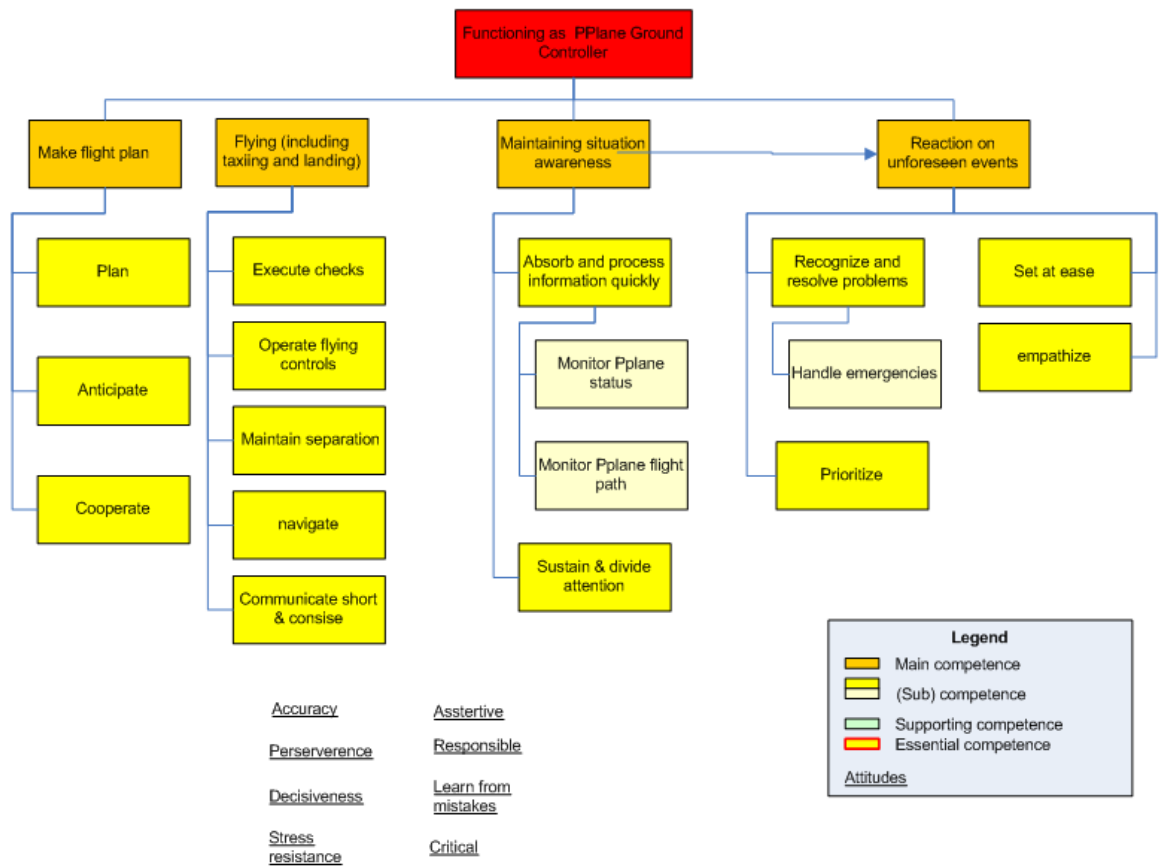 Functioning as PPlane Ground
Controller
Make flight plan
Flying (including
taxiing and landing)
Maintaining situation
awareness
Reaction on
unforeseen events
Plan
Anticipate
Cooperate
Execute checks
Operate flying
controls
Maintain separation
navigate
Communicate short
& consise
Absorb and process
information quickly
Monitor Pplane
status
Monitor Pplane flight
path
Sustain & divide
attention
Recognize and
resolve problems
Handle emergencies
Prioritize
Set at ease
empathize
Legend
Main competence
(Sub) competence
Supporting competence
Essential competence
Attitudes
Accuracy
Perserverence
Decisiveness
Stress
resistance
Asstertive
Responsible
Learn from
mistakes
Critical